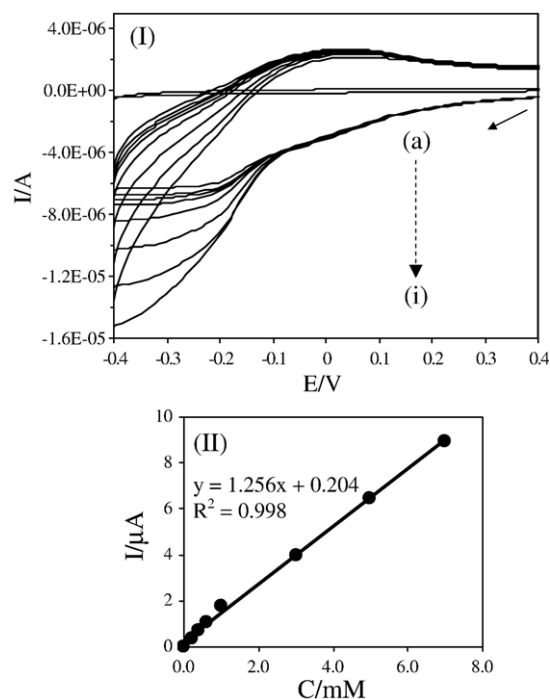 (I)
4.0E-06
0.0E+00
-4.0E-06
-8.0E-06
-1.2E-05
-1.6E-05
I/A
(a)
(i)
-0.4 -0.3 -0.2 -0.1 0 0.1 0.2 0.3 0.4
E/V
(II)
y = 1.256x + 0.204
R² = 0.998
10
8
6
4
2
0
I/μA
0.0 2.0 4.0 6.0 8.0
C/mM